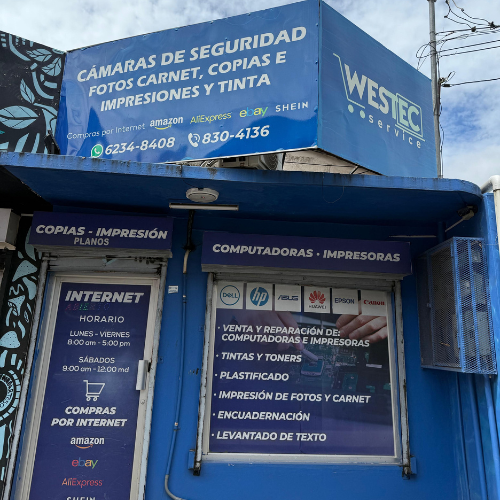 CÁMARAS DE SEGURIDAD
FOTOS CARNET, COPIAS E
IMPRESIONES Y TINTA
Compras por Internet amazon AliExpress ebay SHEIN
6234-8408 830-4136
WESTEC
service
COPIAS - IMPRESIÓN
PLANOS
COMPUTADORAS · IMPRESORAS
INTERNET
HORARIO
LUNES - VIERNES
8:00 am - 5:00 pm
SÁBADOS
9:00 am - 12:00 md
COMPRAS
POR INTERNET
amazon
ebay
AliExpress
SHEIN
DELL hp ASUS HUAWEI EPSON Canon
· VENTA Y REPARACIÓN DE:
COMPUTADORAS E IMPRESORAS
· TINTAS Y TONERS
· PLASTIFICADO
· IMPRESIÓN DE FOTOS Y CARNET
· ENCUADERNACIÓN
· LEVANTADO DE TEXTO